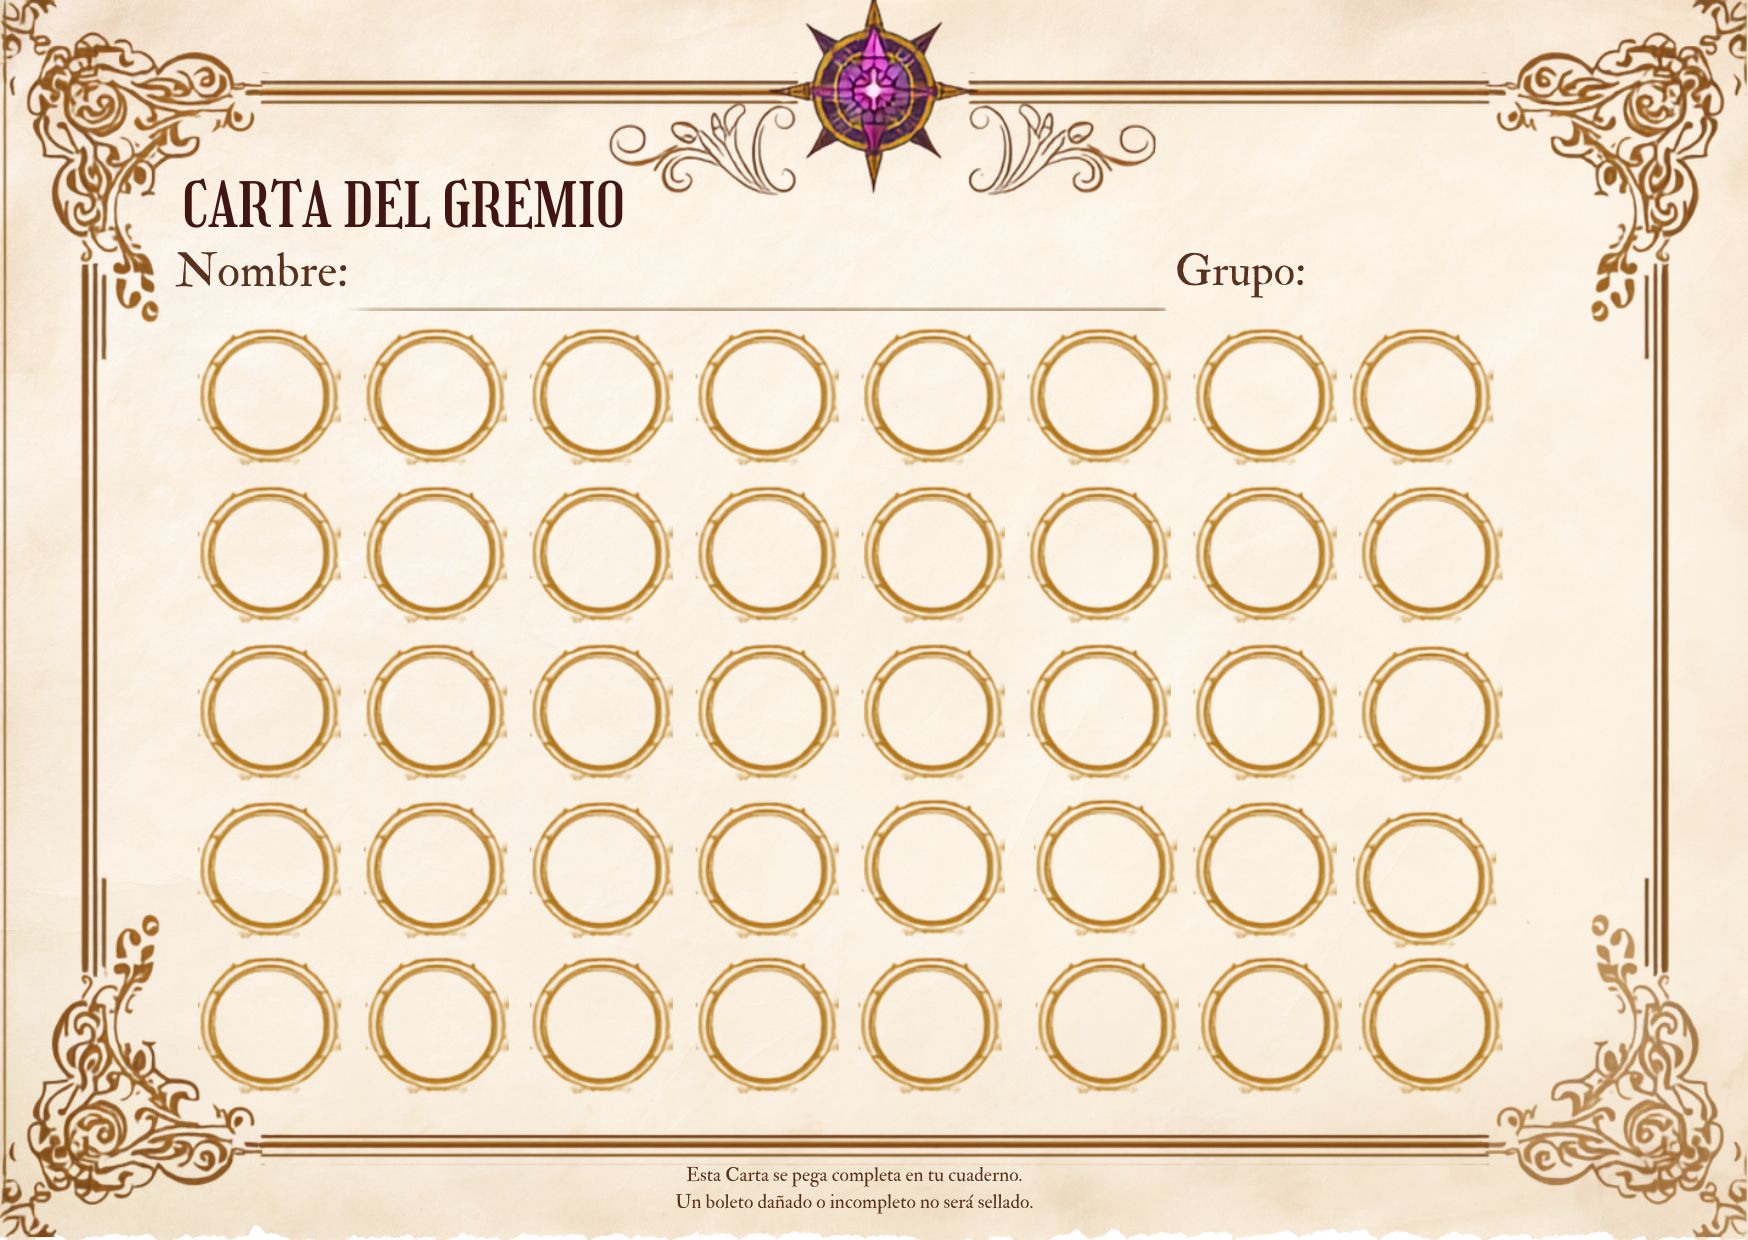 CARTA DEL GREMIO
Nombre: Grupo:
Esta Carta se pega completa en tu cuaderno.
Un boleto dañado o incompleto no será sellado.